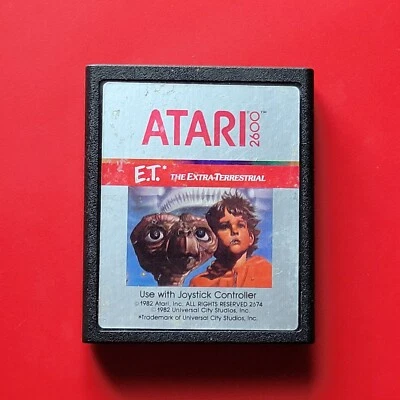 ATARI 2600™
E.T.* THE EXTRA-TERRESTRIAL
Use with Joystick Controller
©1982 Atari, Inc. ALL RIGHTS RESERVED 2674
©1982 Universal City Studios, Inc.
*Trademark of Universal City Studios, Inc.